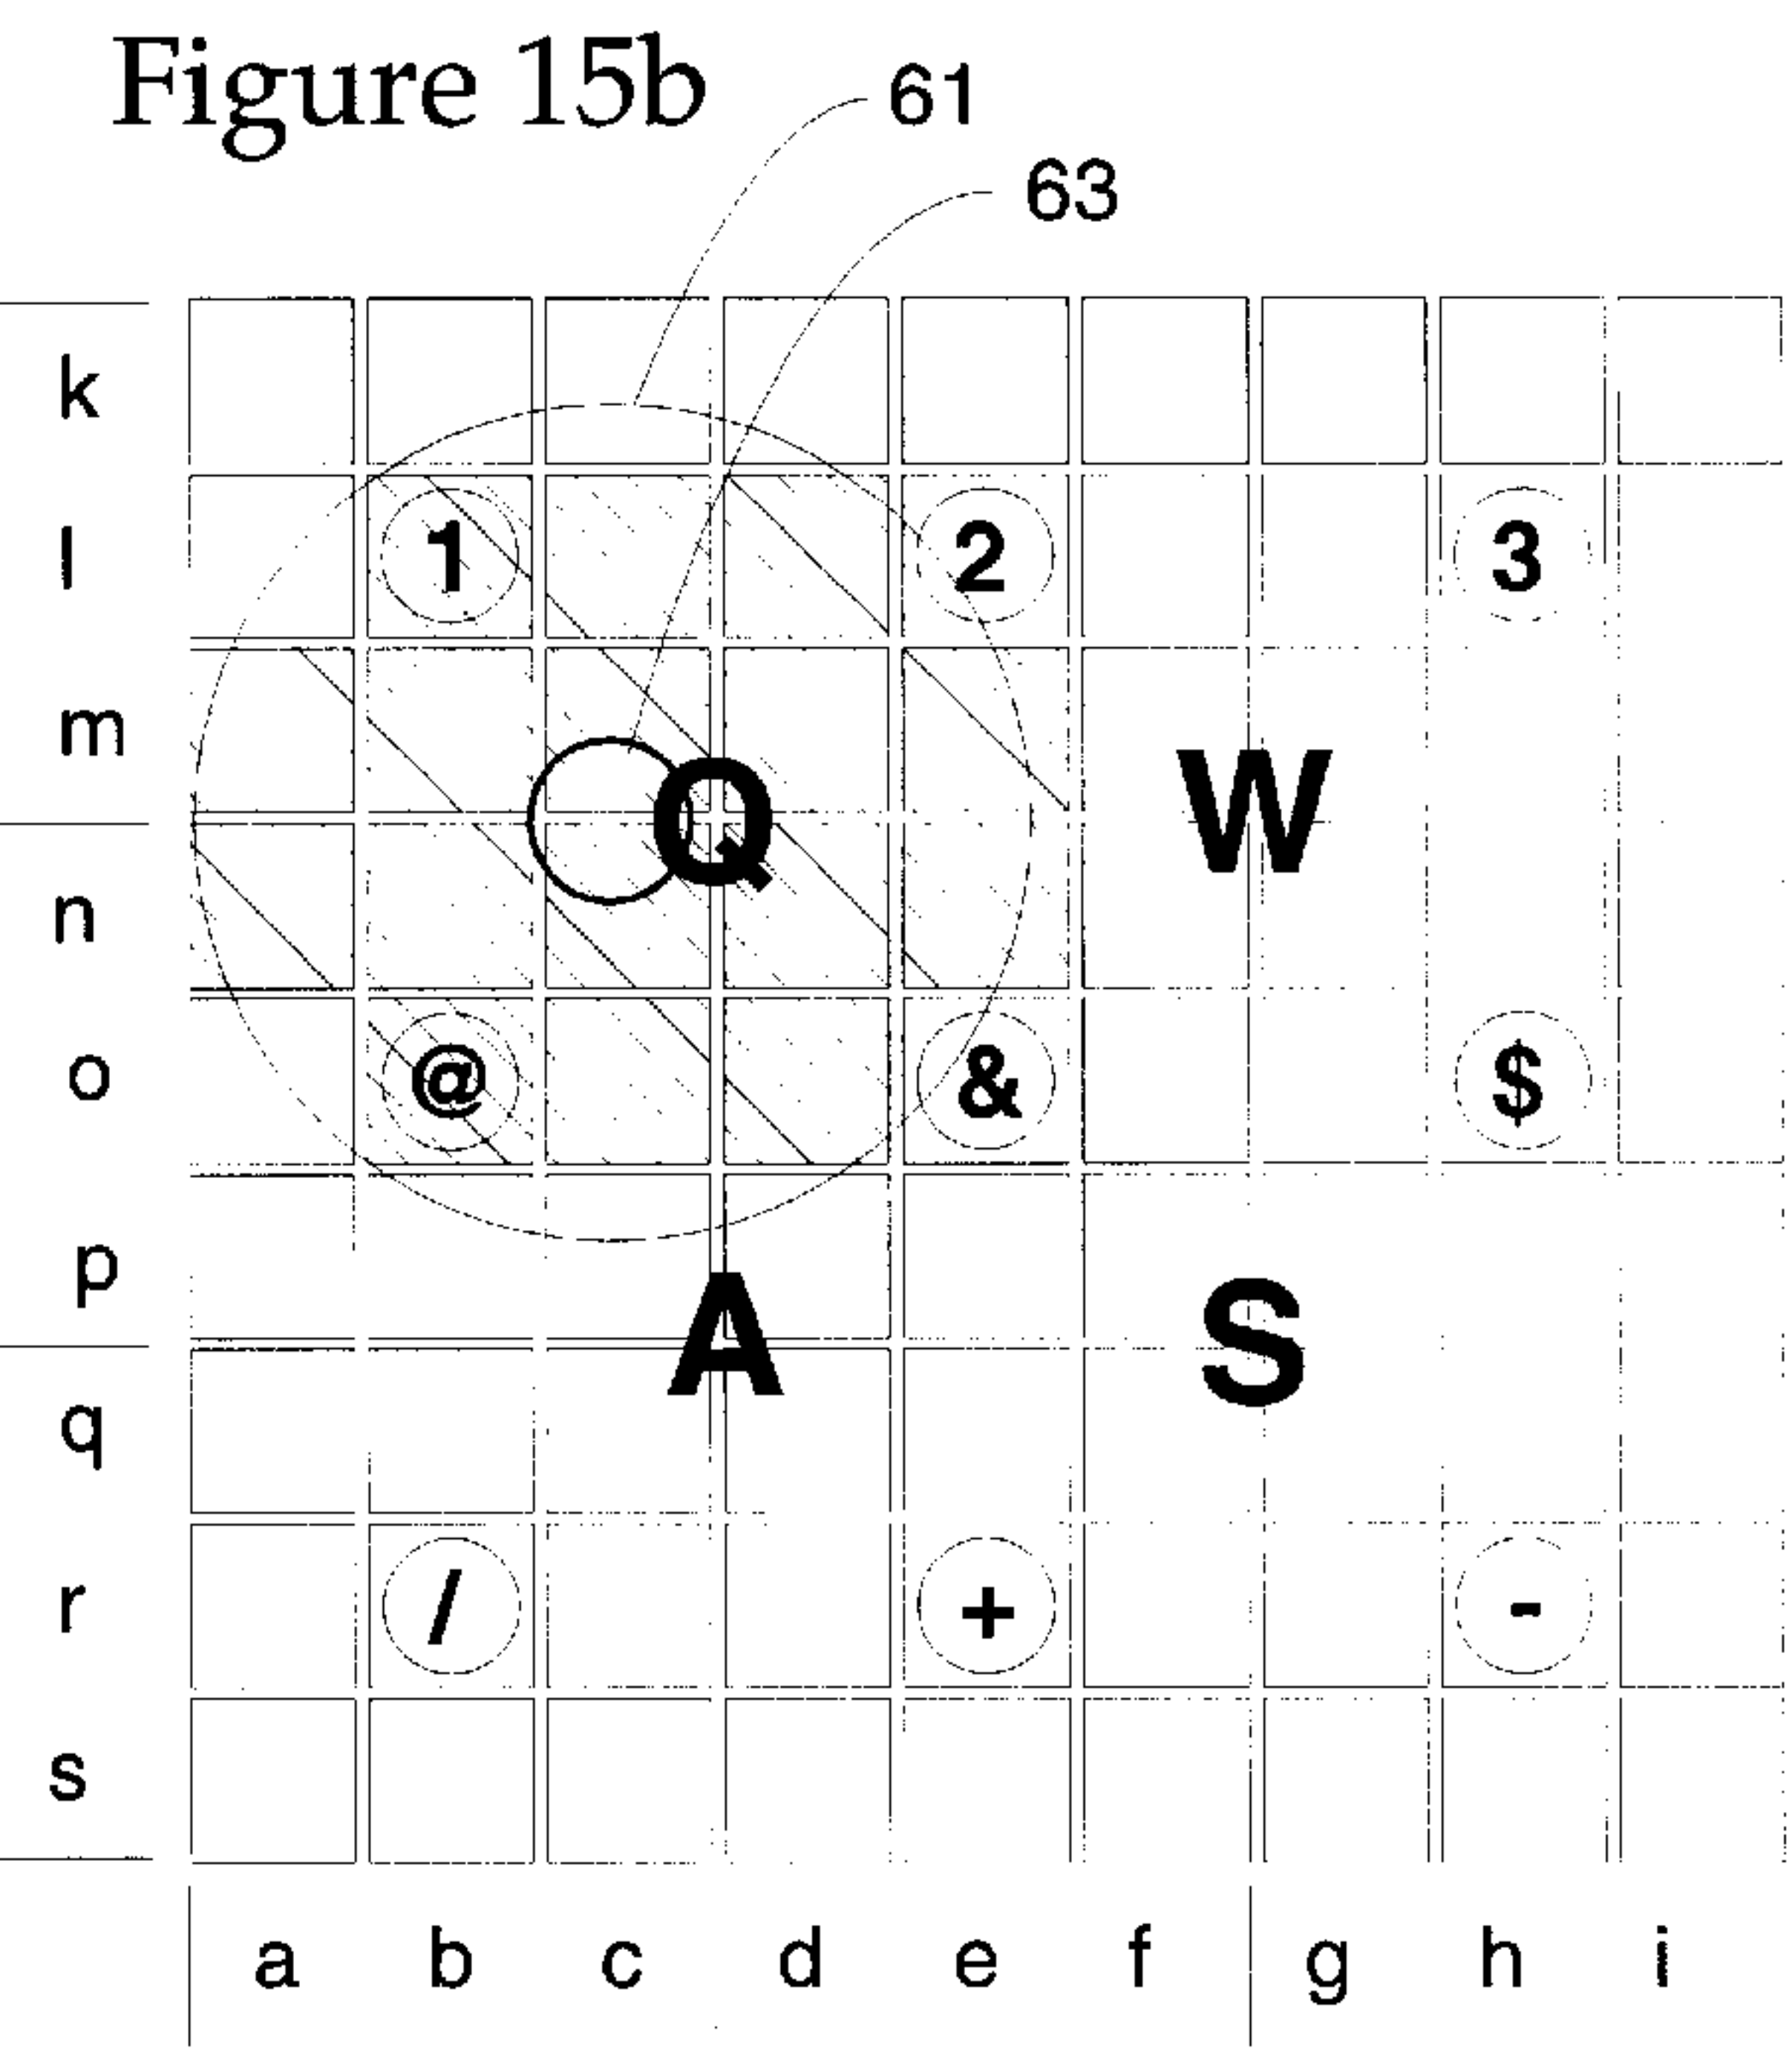 Figure 15b
61
63
k
l 1 2 3
m
Q W
n
o @ & $
p
A S
q
r / + -
s
a b c d e f g h i